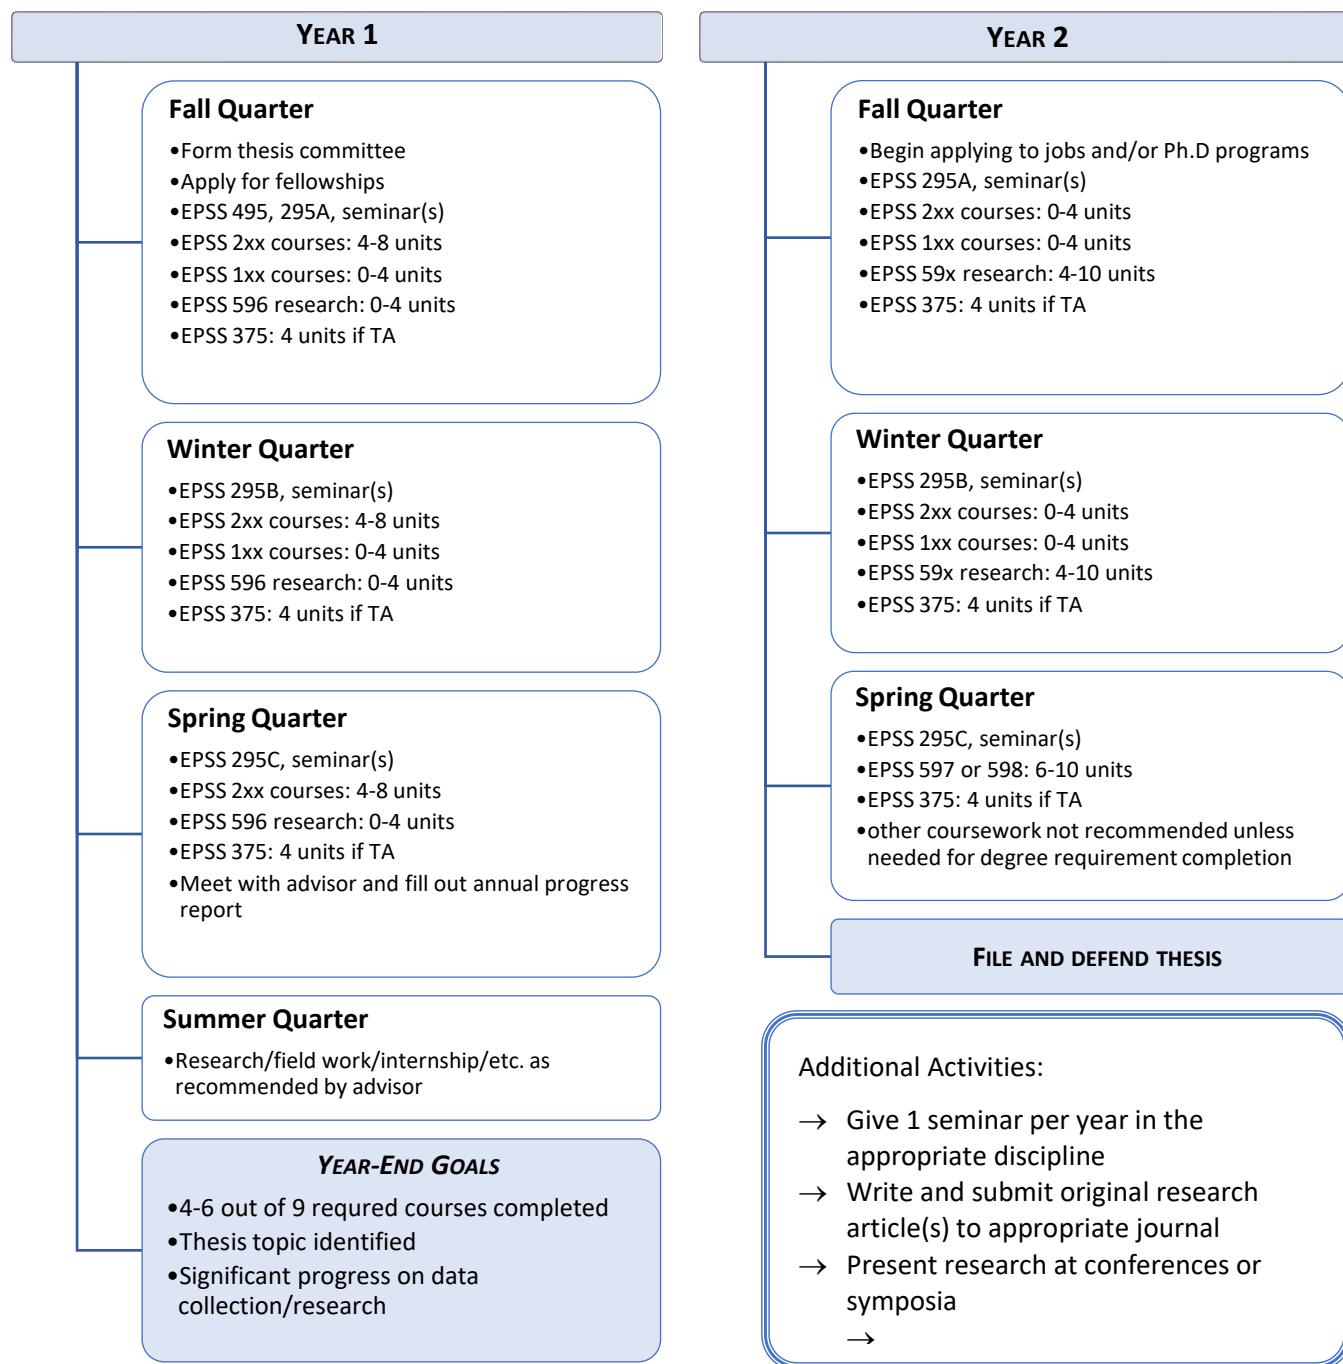 YEAR 1
Fall Quarter
•Form thesis committee
•Apply for fellowships
•EPSS 495, 295A, seminar(s)
•EPSS 2xx courses: 4-8 units
•EPSS 1xx courses: 0-4 units
•EPSS 596 research: 0-4 units
•EPSS 375: 4 units if TA
Winter Quarter
•EPSS 295B, seminar(s)
•EPSS 2xx courses: 4-8 units
•EPSS 1xx courses: 0-4 units
•EPSS 596 research: 0-4 units
•EPSS 375: 4 units if TA
Spring Quarter
•EPSS 295C, seminar(s)
•EPSS 2xx courses: 4-8 units
•EPSS 596 research: 0-4 units
•EPSS 375: 4 units if TA
•Meet with advisor and fill out annual progress
report
Summer Quarter
•Research/field work/internship/etc. as
recommended by advisor
YEAR-END GOALS
•4-6 out of 9 requred courses completed
•Thesis topic identified
•Significant progress on data
collection/research
YEAR 2
Fall Quarter
•Begin applying to jobs and/or Ph.D programs
•EPSS 295A, seminar(s)
•EPSS 2xx courses: 0-4 units
•EPSS 1xx courses: 0-4 units
•EPSS 59x research: 4-10 units
•EPSS 375: 4 units if TA
Winter Quarter
•EPSS 295B, seminar(s)
•EPSS 2xx courses: 0-4 units
•EPSS 1xx courses: 0-4 units
•EPSS 59x research: 4-10 units
•EPSS 375: 4 units if TA
Spring Quarter
•EPSS 295C, seminar(s)
•EPSS 597 or 598: 6-10 units
•EPSS 375: 4 units if TA
•other coursework not recommended unless
needed for degree requirement completion
FILE AND DEFEND THESIS
Additional Activities:
→ Give 1 seminar per year in the
appropriate discipline
→ Write and submit original research
article(s) to appropriate journal
→ Present research at conferences or
symposia
→